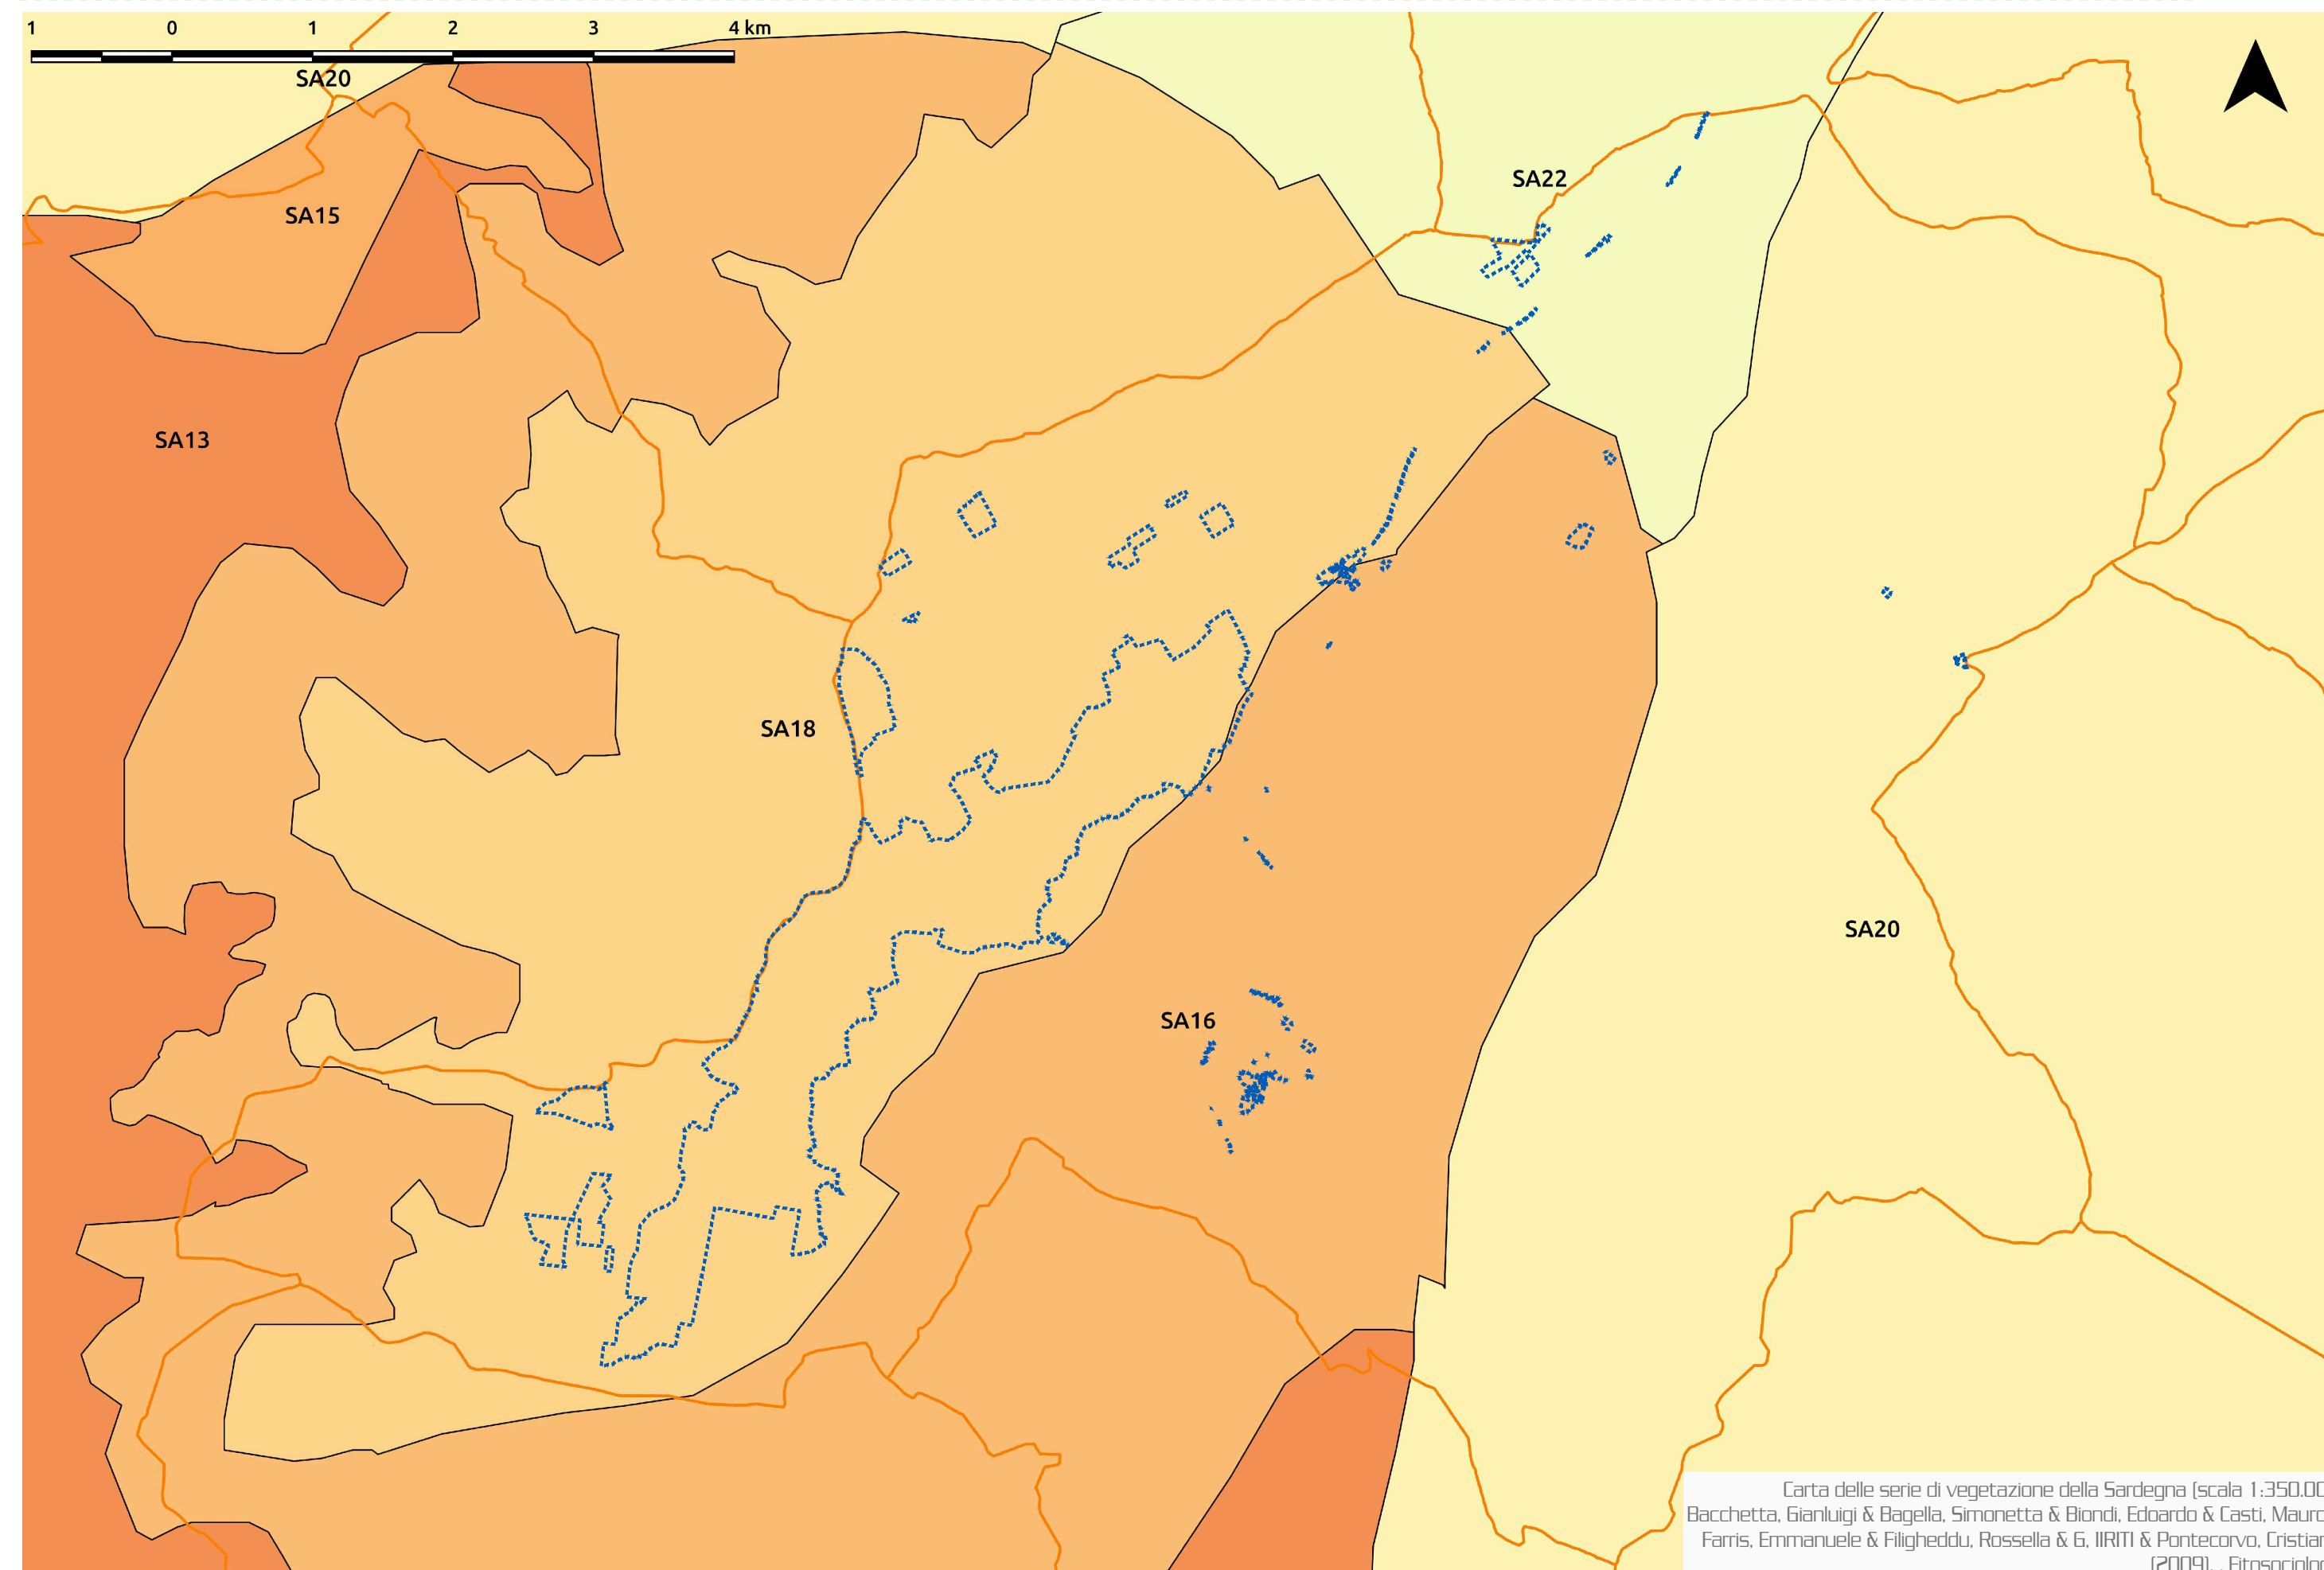 1 0 1 2 3 4 km
SA20
SA22
SA15
SA13
SA18
SA20
SA16
Carta delle serie di vegetazione della Sardegna (scala 1:350.00
Bacchetta, Gianluigi & Bagella, Simonetta & Biondi, Edoardo & Casti, Mauro
Farris, Emmanuele & Filigheddu, Rossella & G, IIRITI & Pontecorvo, Cristian
(2009). . Fitosociolog